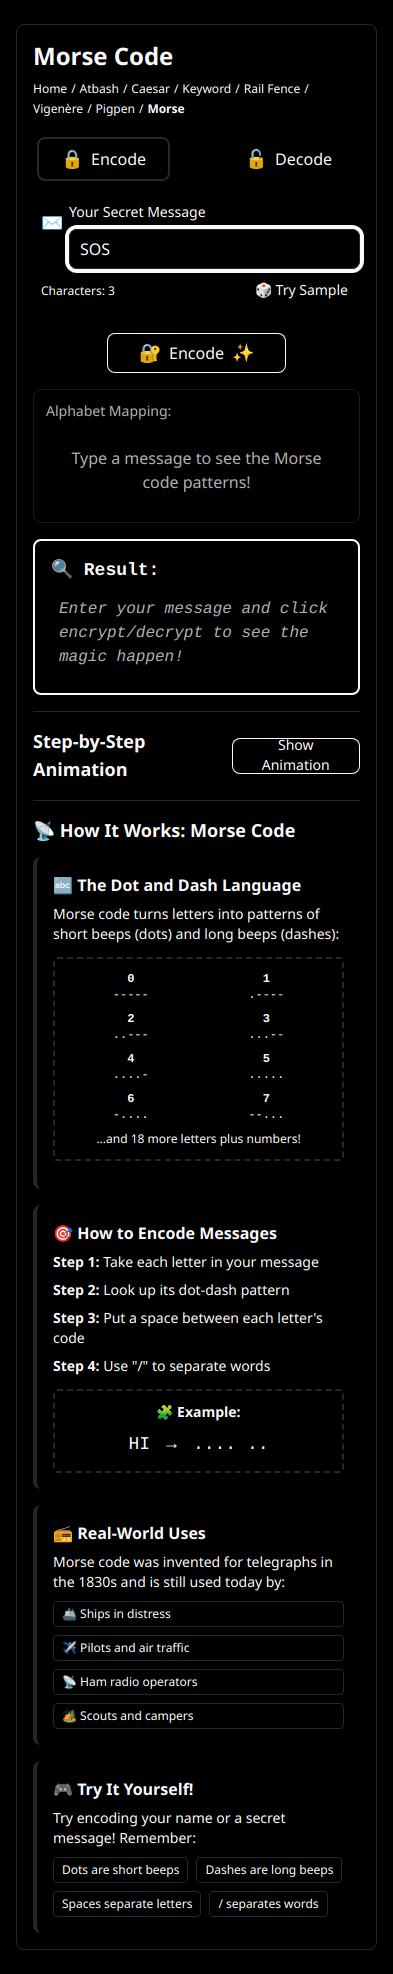 Morse Code
Home / Atbash / Caesar / Keyword / Rail Fence /
Vigenère / Pigpen / Morse
🔒 Encode
🔓 Decode
✉️ Your Secret Message
SOS
Characters: 3
🎲 Try Sample
🔐 Encode ✨
Alphabet Mapping:
Type a message to see the Morse
code patterns!
🔍 Result:
Enter your message and click
encrypt/decrypt to see the
magic happen!
Step-by-Step
Animation
Show
Animation
📡 How It Works: Morse Code
🔤 The Dot and Dash Language
Morse code turns letters into patterns of
short beeps (dots) and long beeps (dashes):
0 1
----- .----
2 3
..--- ...--
4 5
....- .....
6 7
-.... --...
...and 18 more letters plus numbers!
🎯 How to Encode Messages
Step 1: Take each letter in your message
Step 2: Look up its dot-dash pattern
Step 3: Put a space between each letter's
code
Step 4: Use "/" to separate words
🧩 Example:
HI → .... ..
📻 Real-World Uses
Morse code was invented for telegraphs in
the 1830s and is still used today by:
🚢 Ships in distress
✈️ Pilots and air traffic
📡 Ham radio operators
🏕️ Scouts and campers
🎮 Try It Yourself!
Try encoding your name or a secret
message! Remember:
Dots are short beeps
Dashes are long beeps
Spaces separate letters
/ separates words